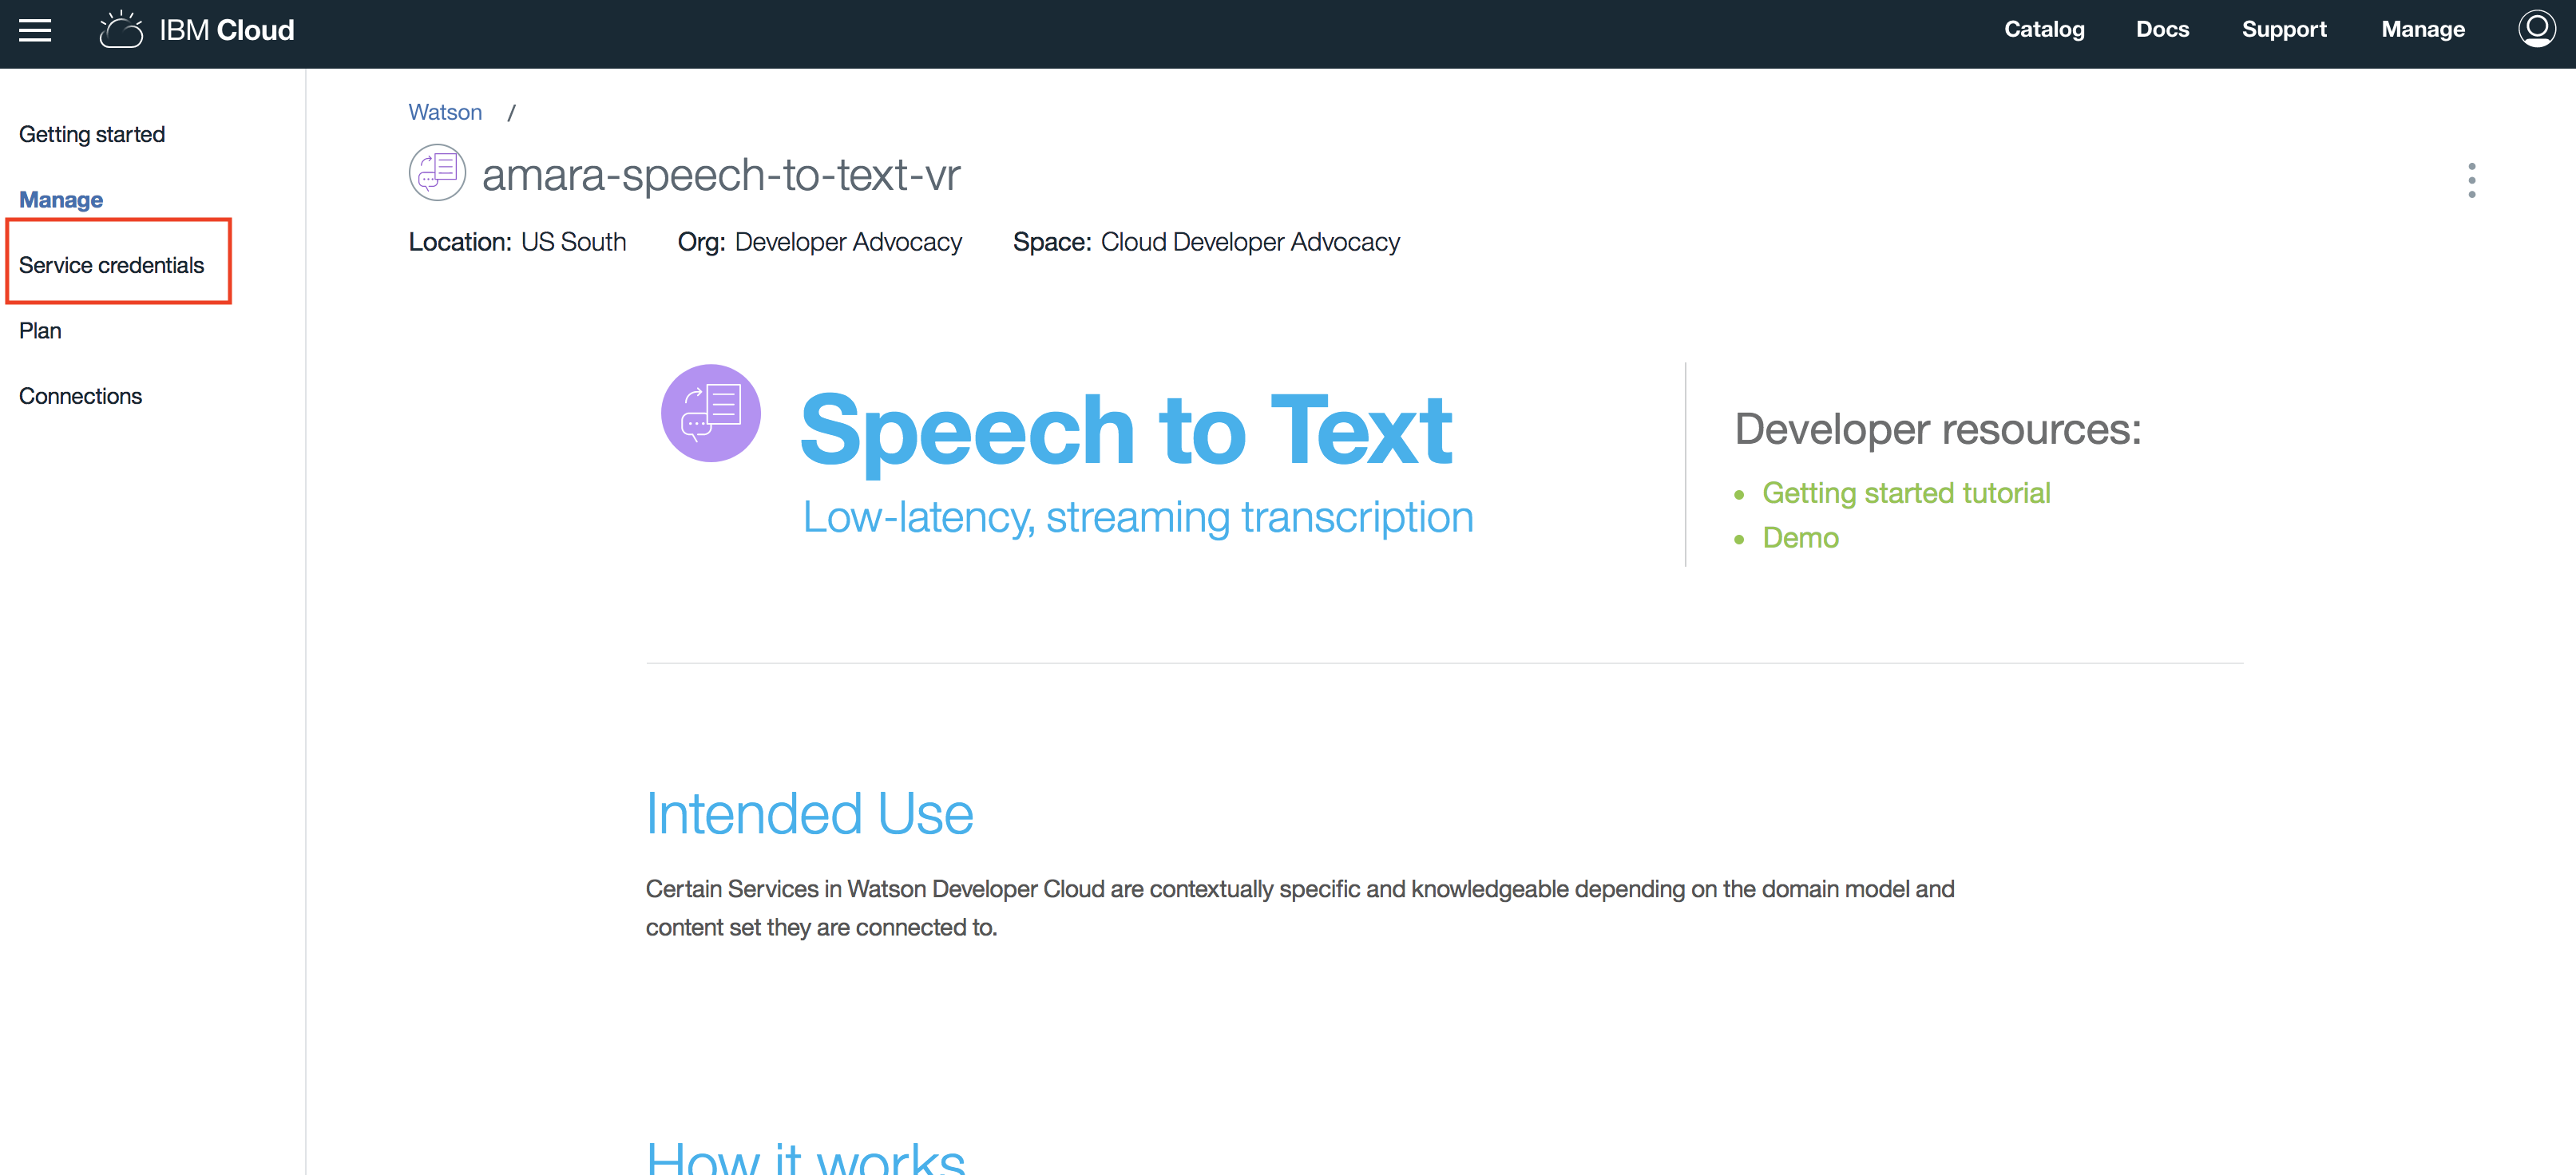 IBM Cloud
Catalog Docs Support Manage
Getting started
Manage
Service credentials
Plan
Connections
Watson /
amara-speech-to-text-vr
Location: US South Org: Developer Advocacy Space: Cloud Developer Advocacy
Speech to Text
Low-latency, streaming transcription
Developer resources:
Getting started tutorial
Demo
Intended Use
Certain Services in Watson Developer Cloud are contextually specific and knowledgeable depending on the domain model and
content set they are connected to.
How it works